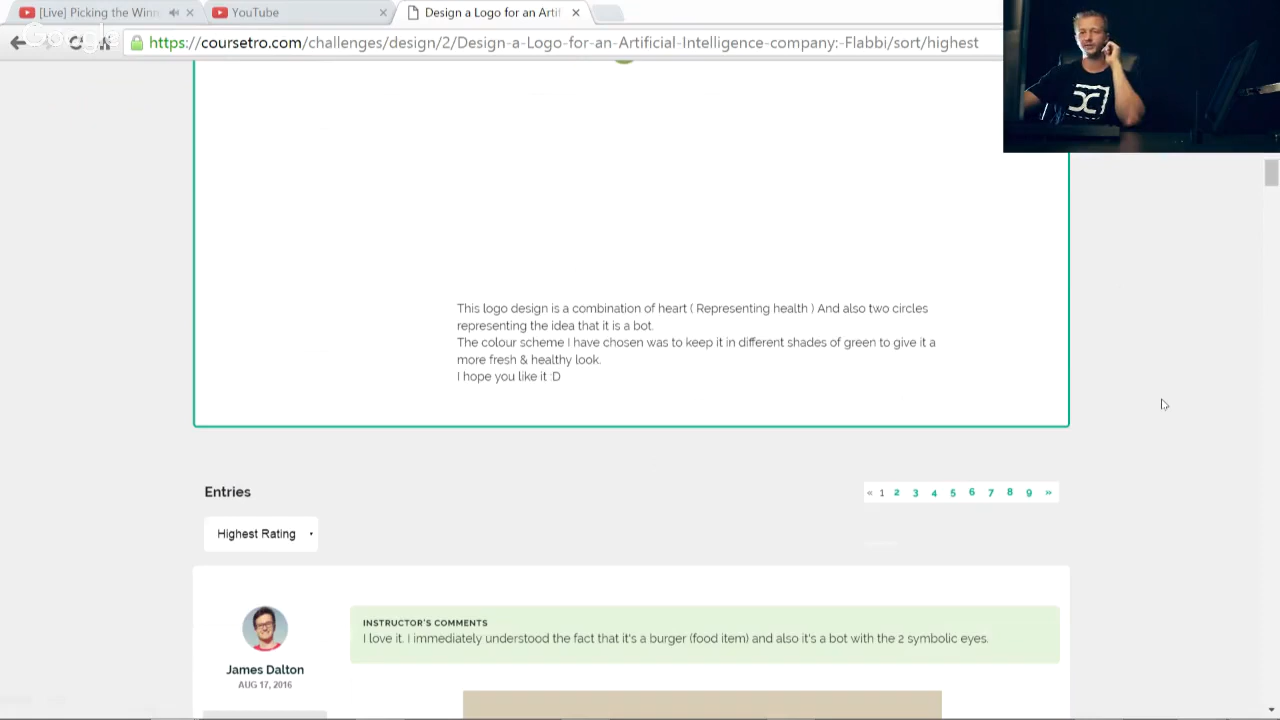 [Live] Picking the Winn
YouTube
Design a Logo for an Artif
Google
https://coursetro.com/challenges/design/2/Design-a-Logo-for-an-Artificial-Intelligence-company:-Flabbi/sort/highest
This logo design is a combination of heart ( Representing health ) And also two circles
representing the idea that it is a bot.
The colour scheme I have chosen was to keep it in different shades of green to give it a
more fresh & healthy look.
I hope you like it :D
Entries
« 1 2 3 4 5 6 7 8 9 »
Highest Rating
INSTRUCTOR'S COMMENTS
I love it. I immediately understood the fact that it's a burger (food item) and also it's a bot with the 2 symbolic eyes.
James Dalton
AUG 17, 2016